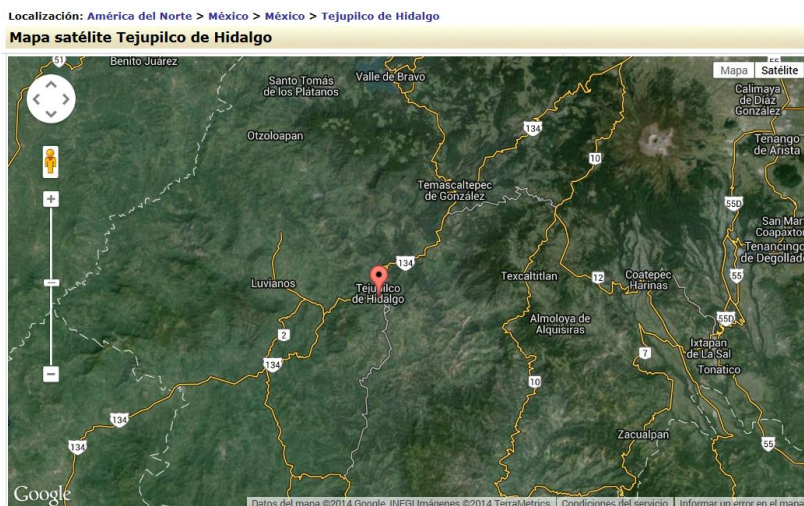 Localización: América del Norte > México > México > Tejupilco de Hidalgo
Mapa satélite Tejupilco de Hidalgo
51
Benito Juárez
Santo Tomás
de los Plátanos
Valle de Bravo
Mapa
Satélite
Calimaya
de Díaz
González
Otzoloapan
134
10
Tenango
de Arista
Temascaltepec
de González
55D
San Mar
Coapaxto
Tenancingo
de Degollad
134
Luvianos
Tejupilco
de Hidalgo
Texcaltitlan
12
Coatepec
Harinas
55
Almoloya de
Alquisiras
55D
2
Ixtapan
de La Sal
7
Tonatico
134
10
134
Zacualpan
134
55
Google
Datos del mapa ©2014 Google, INEGI Imágenes ©2014 TerraMetrics
Condiciones del servicio
Informar un error en el mapa